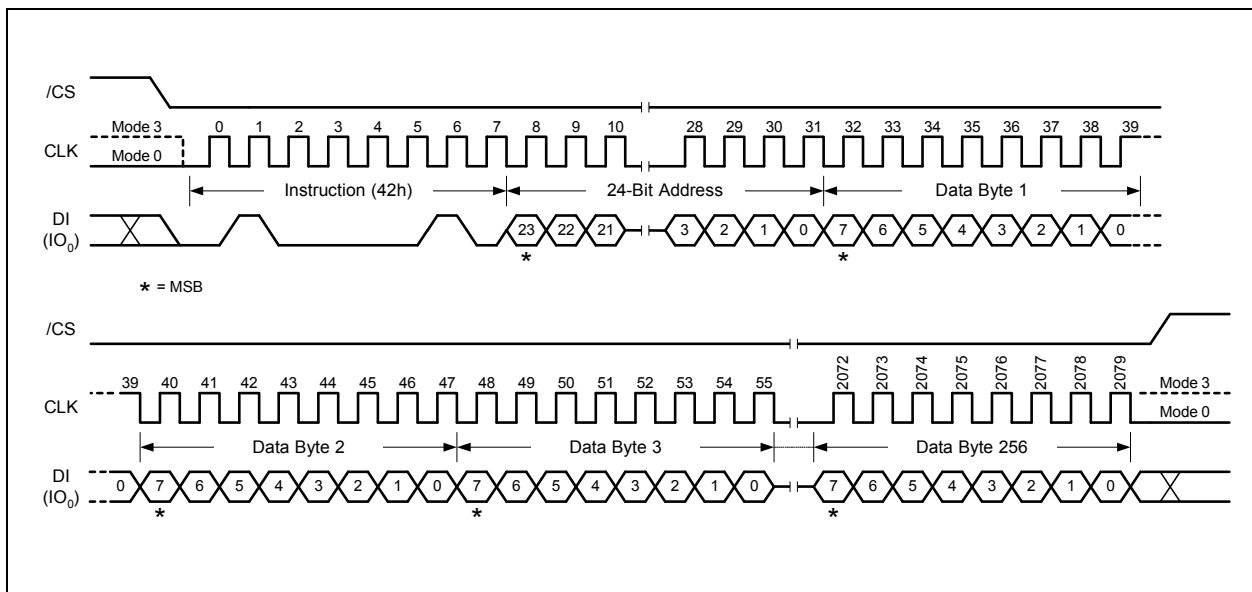 /CS
Mode 3 0 1 2 3 4 5 6 7 8 9 10 28 29 30 31 32 33 34 35 36 37 38 39
CLK Mode 0
Instruction (42h) 24-Bit Address Data Byte 1
DI
(IO0) 23 22 21 3 2 1 0 7 6 5 4 3 2 1 0
* *
* = MSB
/CS
39 40 41 42 43 44 45 46 47 48 49 50 51 52 53 54 55 2072 2073 2074 2075 2076 2077 2078 2079 Mode 3
CLK Mode 0
Data Byte 2 Data Byte 3 Data Byte 256
DI
(IO0) 0 7 6 5 4 3 2 1 0 7 6 5 4 3 2 1 0 7 6 5 4 3 2 1 0
* * *